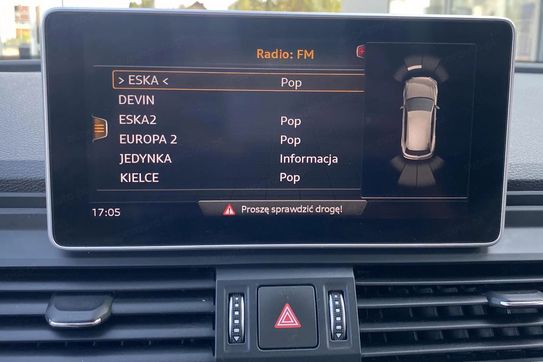 Radio: FM
> ESKA < Pop
DEVIN
ESKA2 Pop
EUROPA 2 Pop
JEDYNKA Informacja
KIELCE Pop
17:05 Proszę sprawdzić drogę!